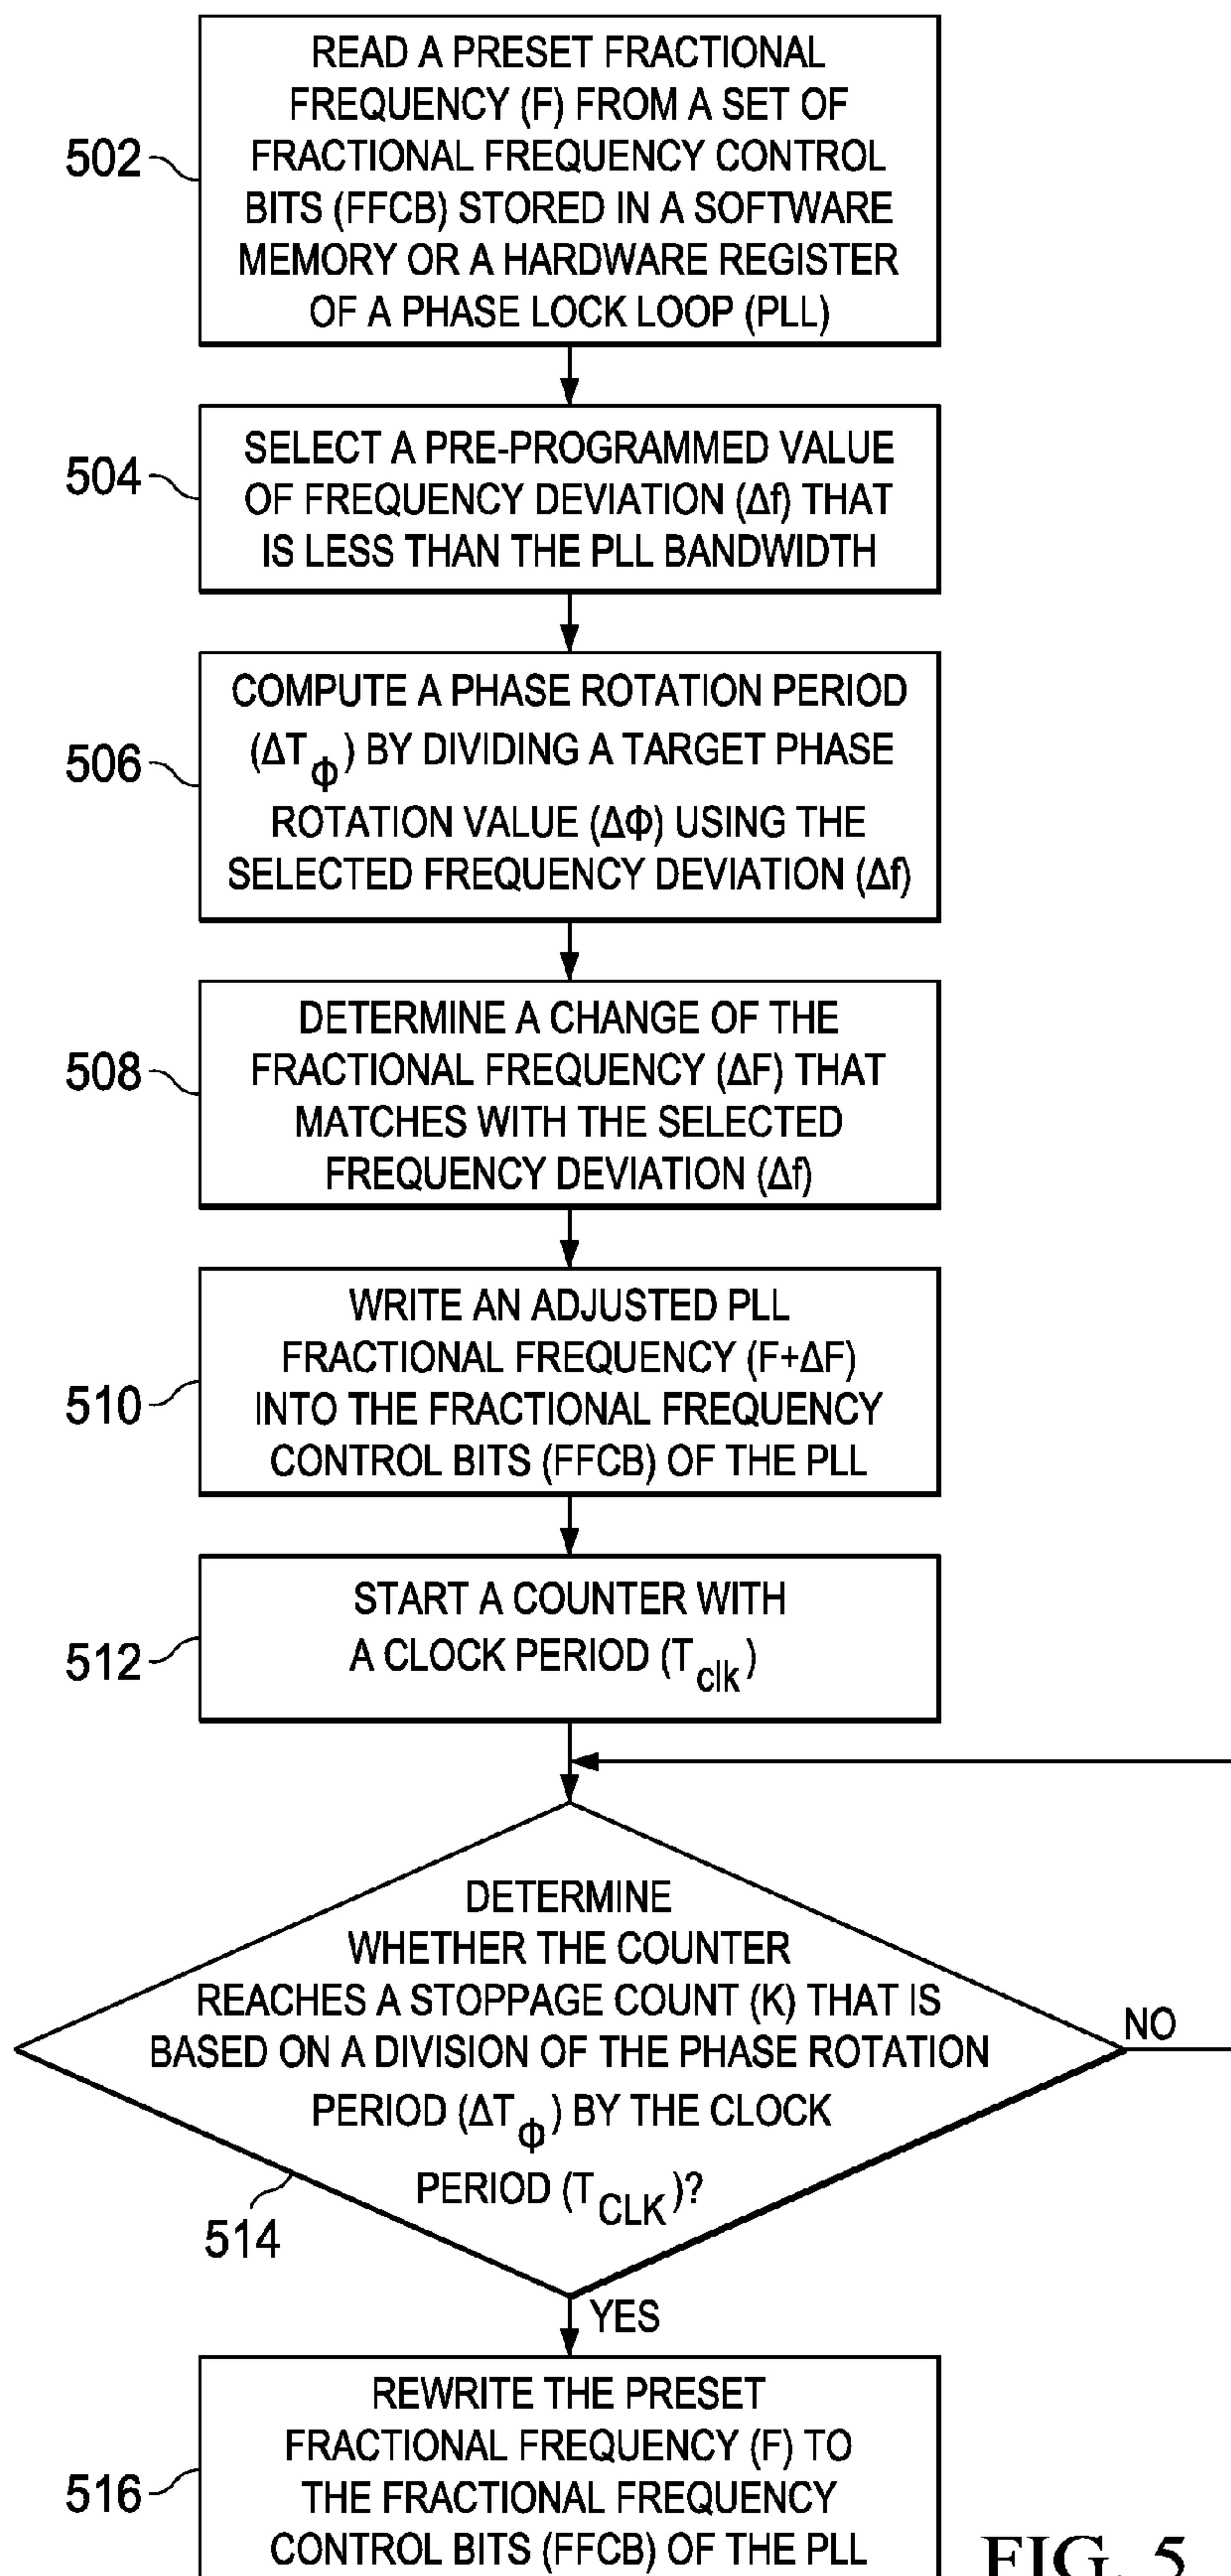 READ A PRESET FRACTIONAL
FREQUENCY (F) FROM A SET OF
FRACTIONAL FREQUENCY CONTROL
BITS (FFCB) STORED IN A SOFTWARE
MEMORY OR A HARDWARE REGISTER
OF A PHASE LOCK LOOP (PLL)
502
SELECT A PRE-PROGRAMMED VALUE
OF FREQUENCY DEVIATION (Δf) THAT
IS LESS THAN THE PLL BANDWIDTH
504
COMPUTE A PHASE ROTATION PERIOD
(ΔTϕ) BY DIVIDING A TARGET PHASE
ROTATION VALUE (ΔΦ) USING THE
SELECTED FREQUENCY DEVIATION (Δf)
506
DETERMINE A CHANGE OF THE
FRACTIONAL FREQUENCY (ΔF) THAT
MATCHES WITH THE SELECTED
FREQUENCY DEVIATION (Δf)
508
WRITE AN ADJUSTED PLL
FRACTIONAL FREQUENCY (F+ΔF)
INTO THE FRACTIONAL FREQUENCY
CONTROL BITS (FFCB) OF THE PLL
510
START A COUNTER WITH
A CLOCK PERIOD (Tclk)
512
DETERMINE
WHETHER THE COUNTER
REACHES A STOPPAGE COUNT (K) THAT IS
BASED ON A DIVISION OF THE PHASE ROTATION
PERIOD (ΔTϕ) BY THE CLOCK
PERIOD (TCLK)?
NO
514
YES
REWRITE THE PRESET
FRACTIONAL FREQUENCY (F) TO
THE FRACTIONAL FREQUENCY
CONTROL BITS (FFCB) OF THE PLL
516
FIG. 5